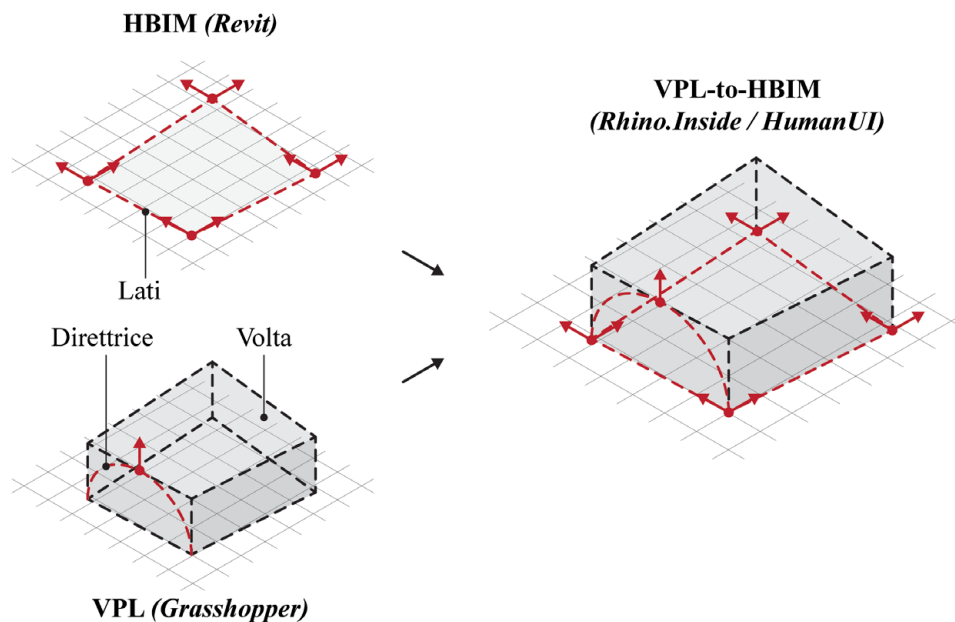 HBIM (Revit)
Lati
Direttrice
Volta
VPL (Grasshopper)
VPL-to-HBIM
(Rhino.Inside / HumanUI)